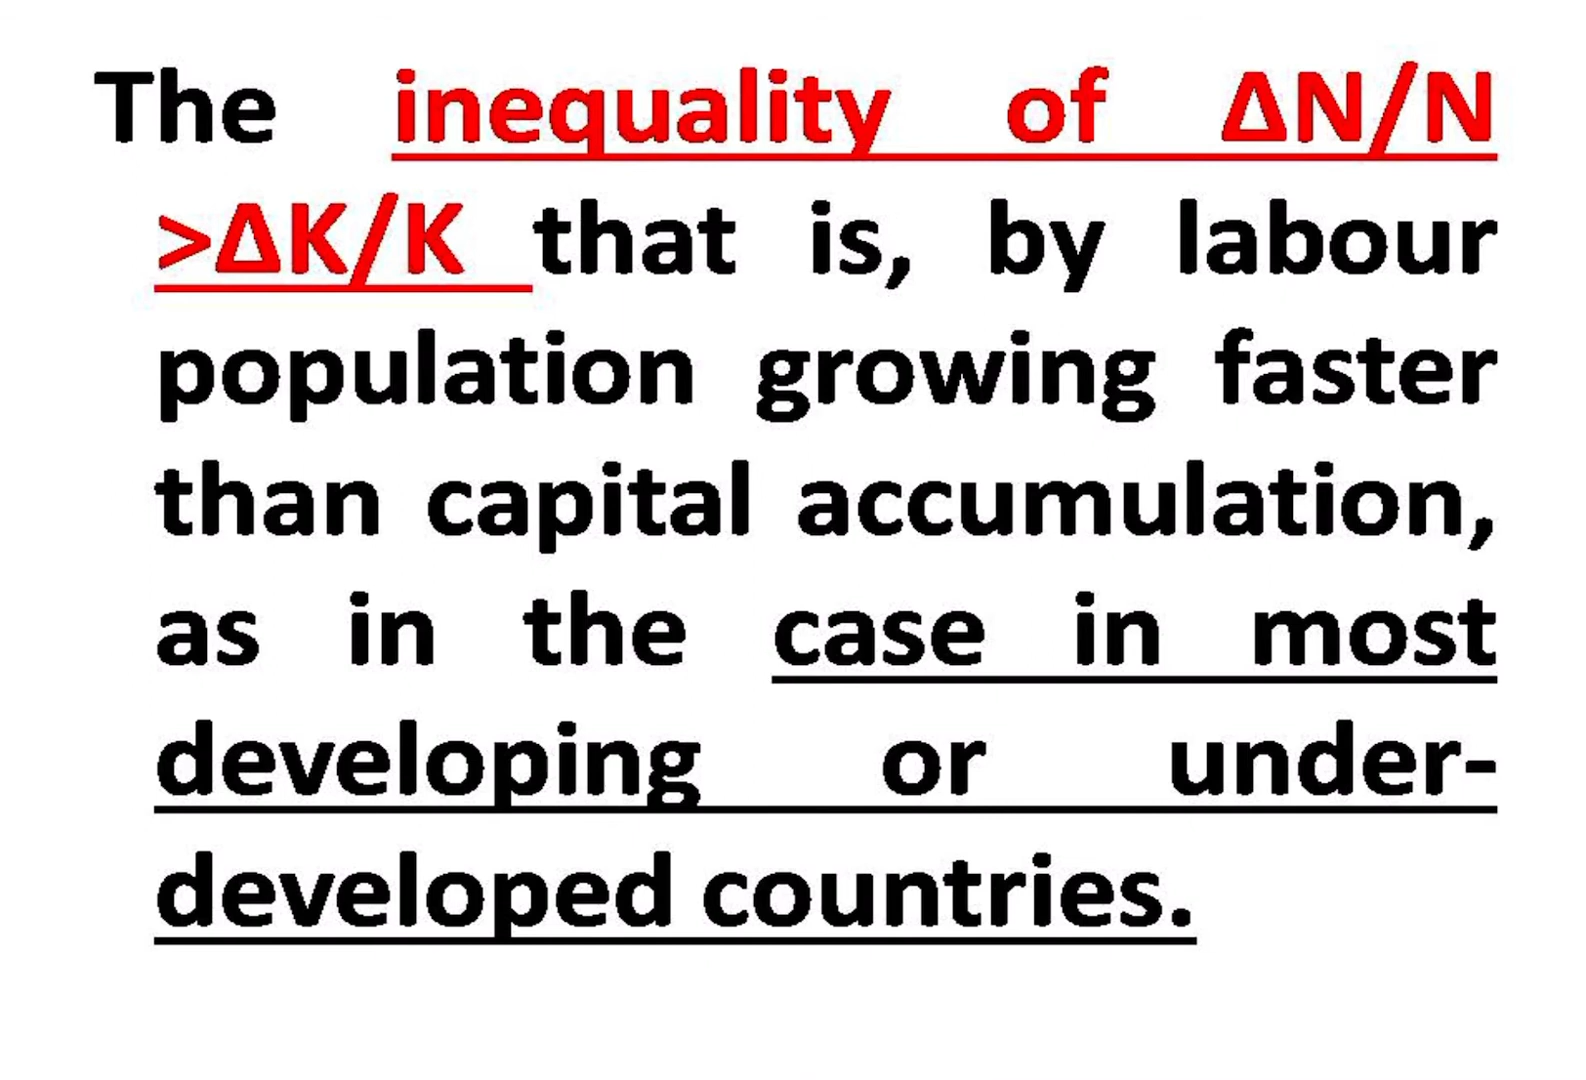 The inequality of ΔN/N
>ΔK/K that is, by labour
population growing faster
than capital accumulation,
as in the case in most
developing or under-
developed countries.